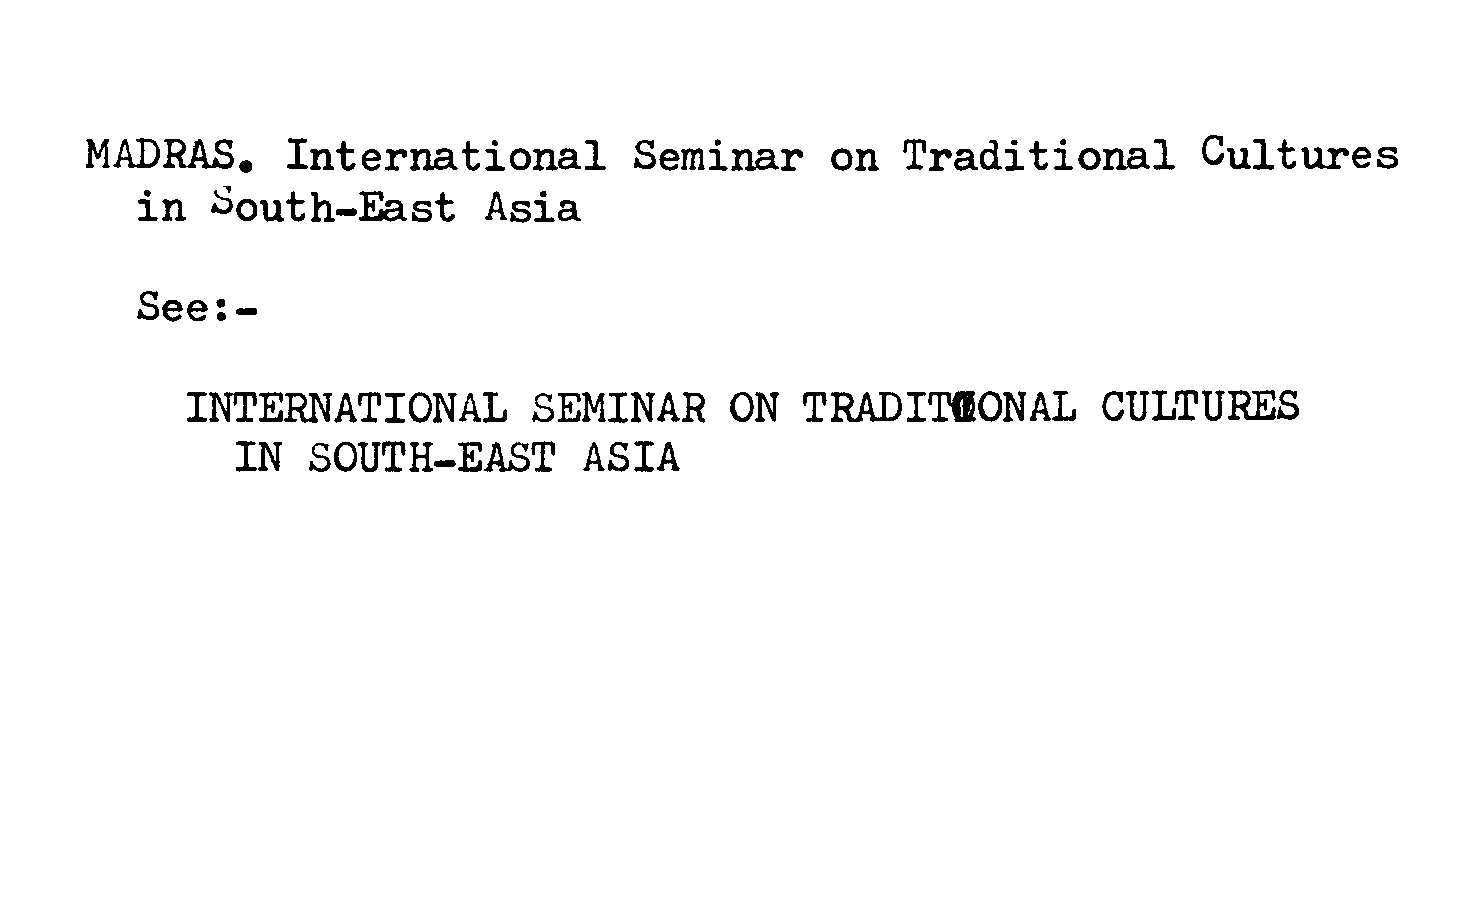 MADRAS. International Seminar on Traditional Cultures
in South-East Asia
See:-
INTERNATIONAL SEMINAR ON TRADITIONAL CULTURES
IN SOUTH-EAST ASIA